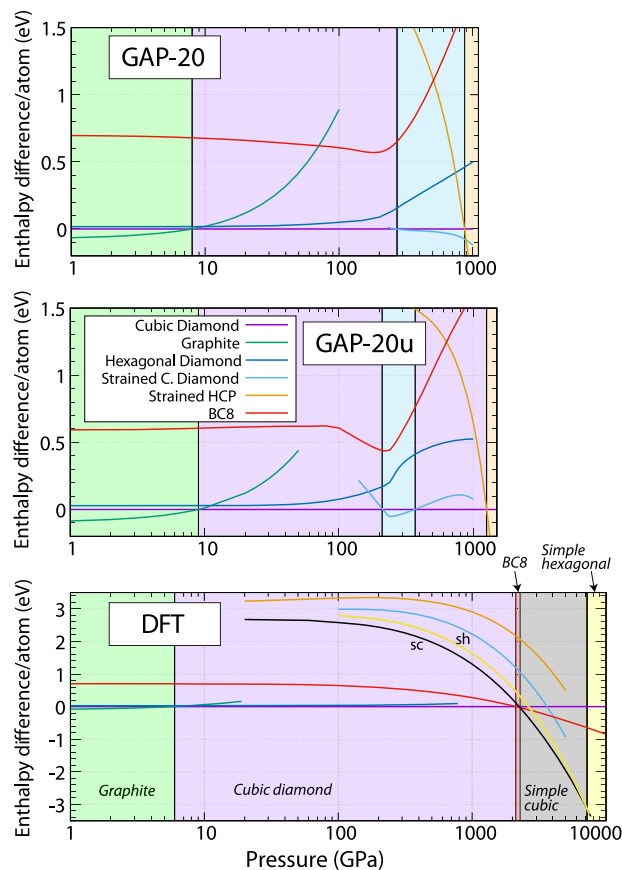 1.5
1
0.5
0
Enthalpy difference/atom (eV)
GAP-20
1
10
100
1000
1.5
1
0.5
0
Enthalpy difference/atom (eV)
Cubic Diamond
Graphite
Hexagonal Diamond
Strained C. Diamond
Strained HCP
BC8
GAP-20u
1
10
100
1000
BC8
Simple
hexagonal
3
2
1
0
-1
-2
-3
Enthalpy difference/atom (eV)
DFT
sc
sh
Graphite
Cubic diamond
Simple
cubic
1
10
100
1000
10000
Pressure (GPa)